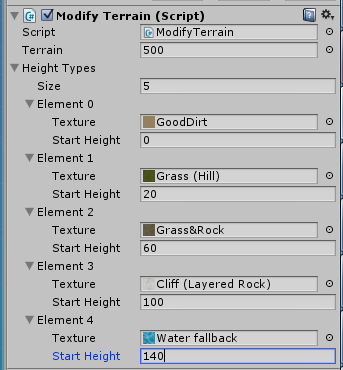 Modify Terrain (Script)
Script ModifyTerrain
Terrain 500
Height Types
Size 5
Element 0
Texture GoodDirt
Start Height 0
Element 1
Texture Grass (Hill)
Start Height 20
Element 2
Texture Grass&Rock
Start Height 60
Element 3
Texture Cliff (Layered Rock)
Start Height 100
Element 4
Texture Water fallback
Start Height 140